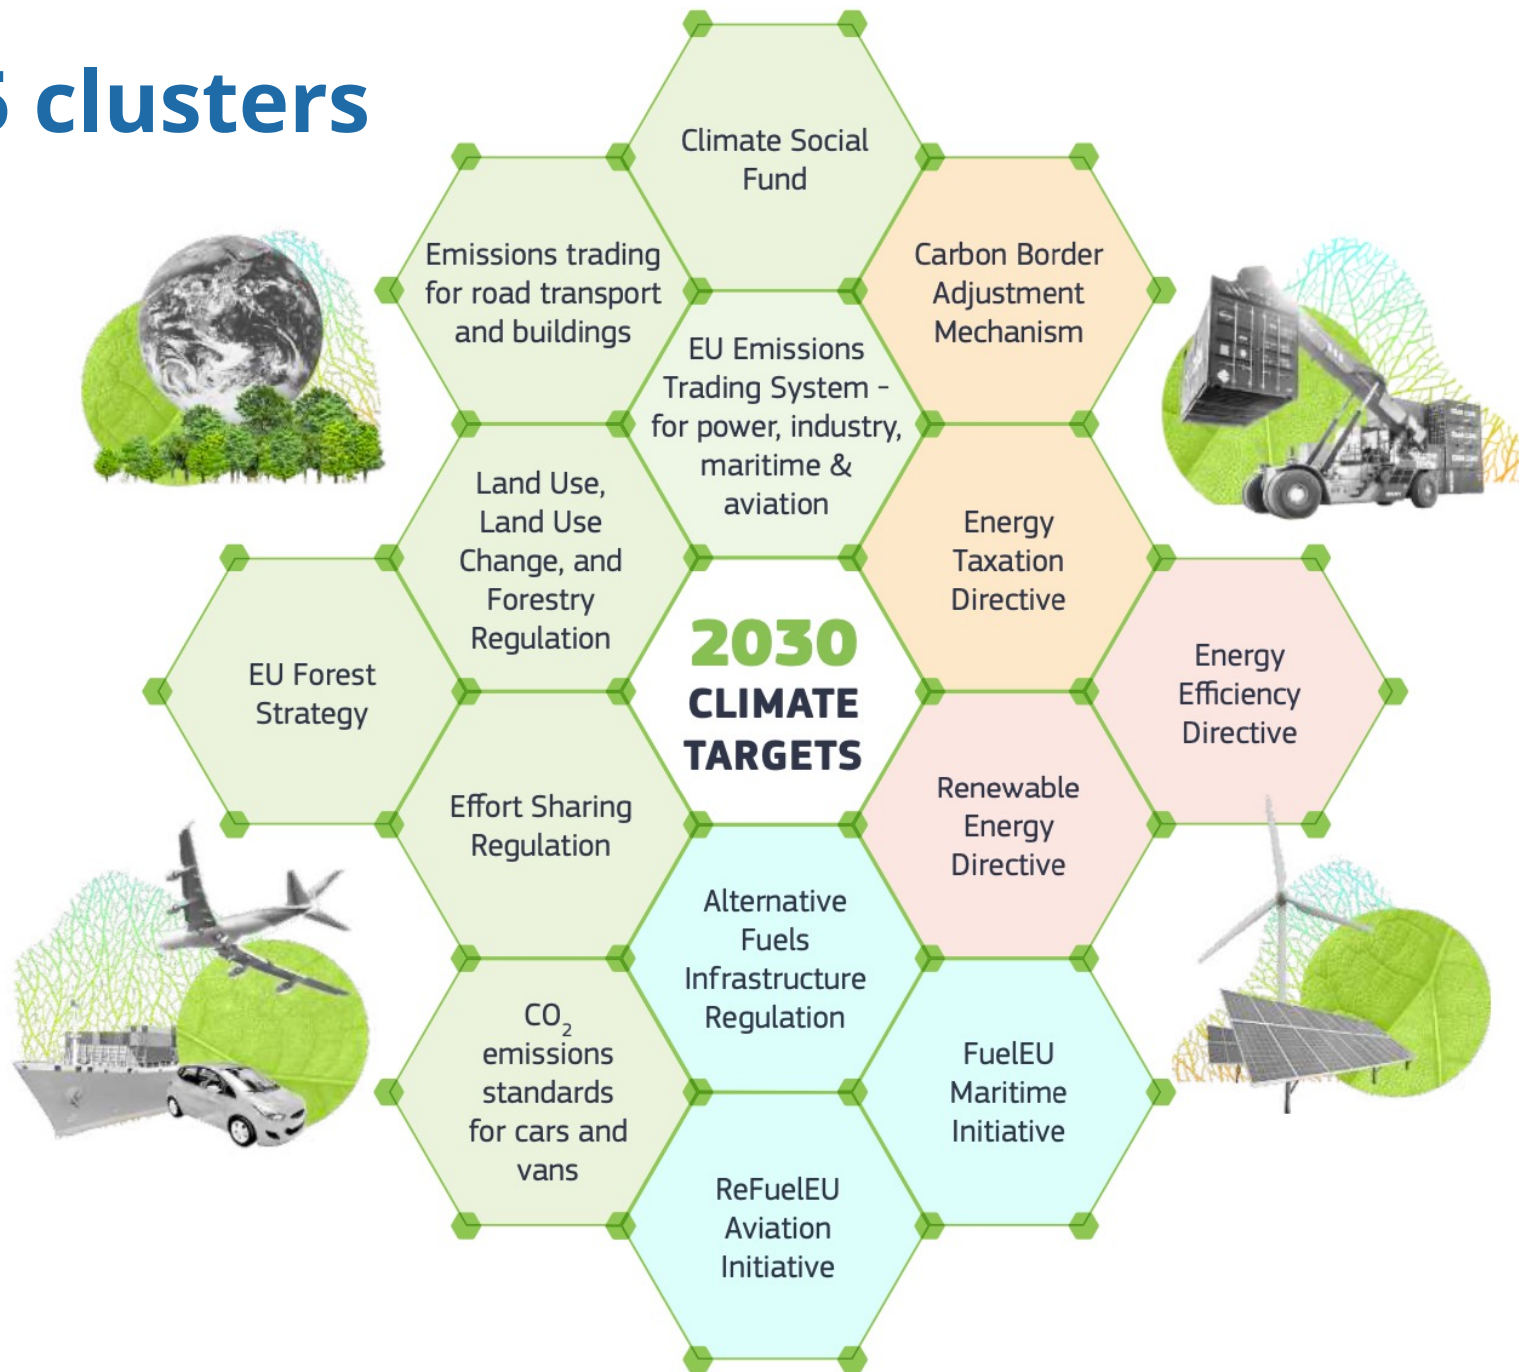 5 clusters
Climate Social
Fund
Emissions trading
for road transport
and buildings
Carbon Border
Adjustment
Mechanism
EU Emissions
Trading System -
for power, industry,
maritime &
aviation
Land Use,
Land Use
Change, and
Forestry
Regulation
Energy
Taxation
Directive
EU Forest
Strategy
2030
CLIMATE
TARGETS
Energy
Efficiency
Directive
Effort Sharing
Regulation
Renewable
Energy
Directive
Alternative
Fuels
Infrastructure
Regulation
CO₂
emissions
standards
for cars and
vans
FuelEU
Maritime
Initiative
ReFuelEU
Aviation
Initiative